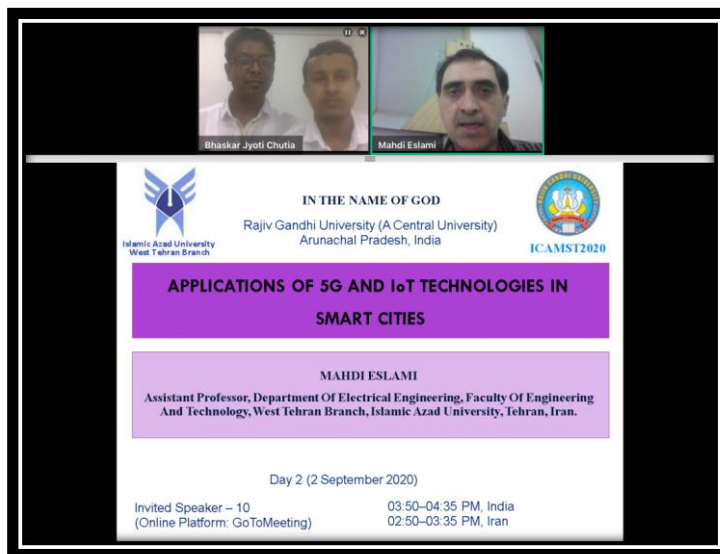 Bhaskar Jyoti Chutia
Mahdi Eslami
Islamic Azad University
West Tehran Branch
IN THE NAME OF GOD
Rajiv Gandhi University (A Central University)
Arunachal Pradesh, India
ICAMST2020
APPLICATIONS OF 5G AND IoT TECHNOLOGIES IN
SMART CITIES
MAHDI ESLAMI
Assistant Professor, Department Of Electrical Engineering, Faculty Of Engineering
And Technology, West Tehran Branch, Islamic Azad University, Tehran, Iran.
Day 2 (2 September 2020)
Invited Speaker – 10
(Online Platform: GoToMeeting)
03:50–04:35 PM, India
02:50–03:35 PM, Iran